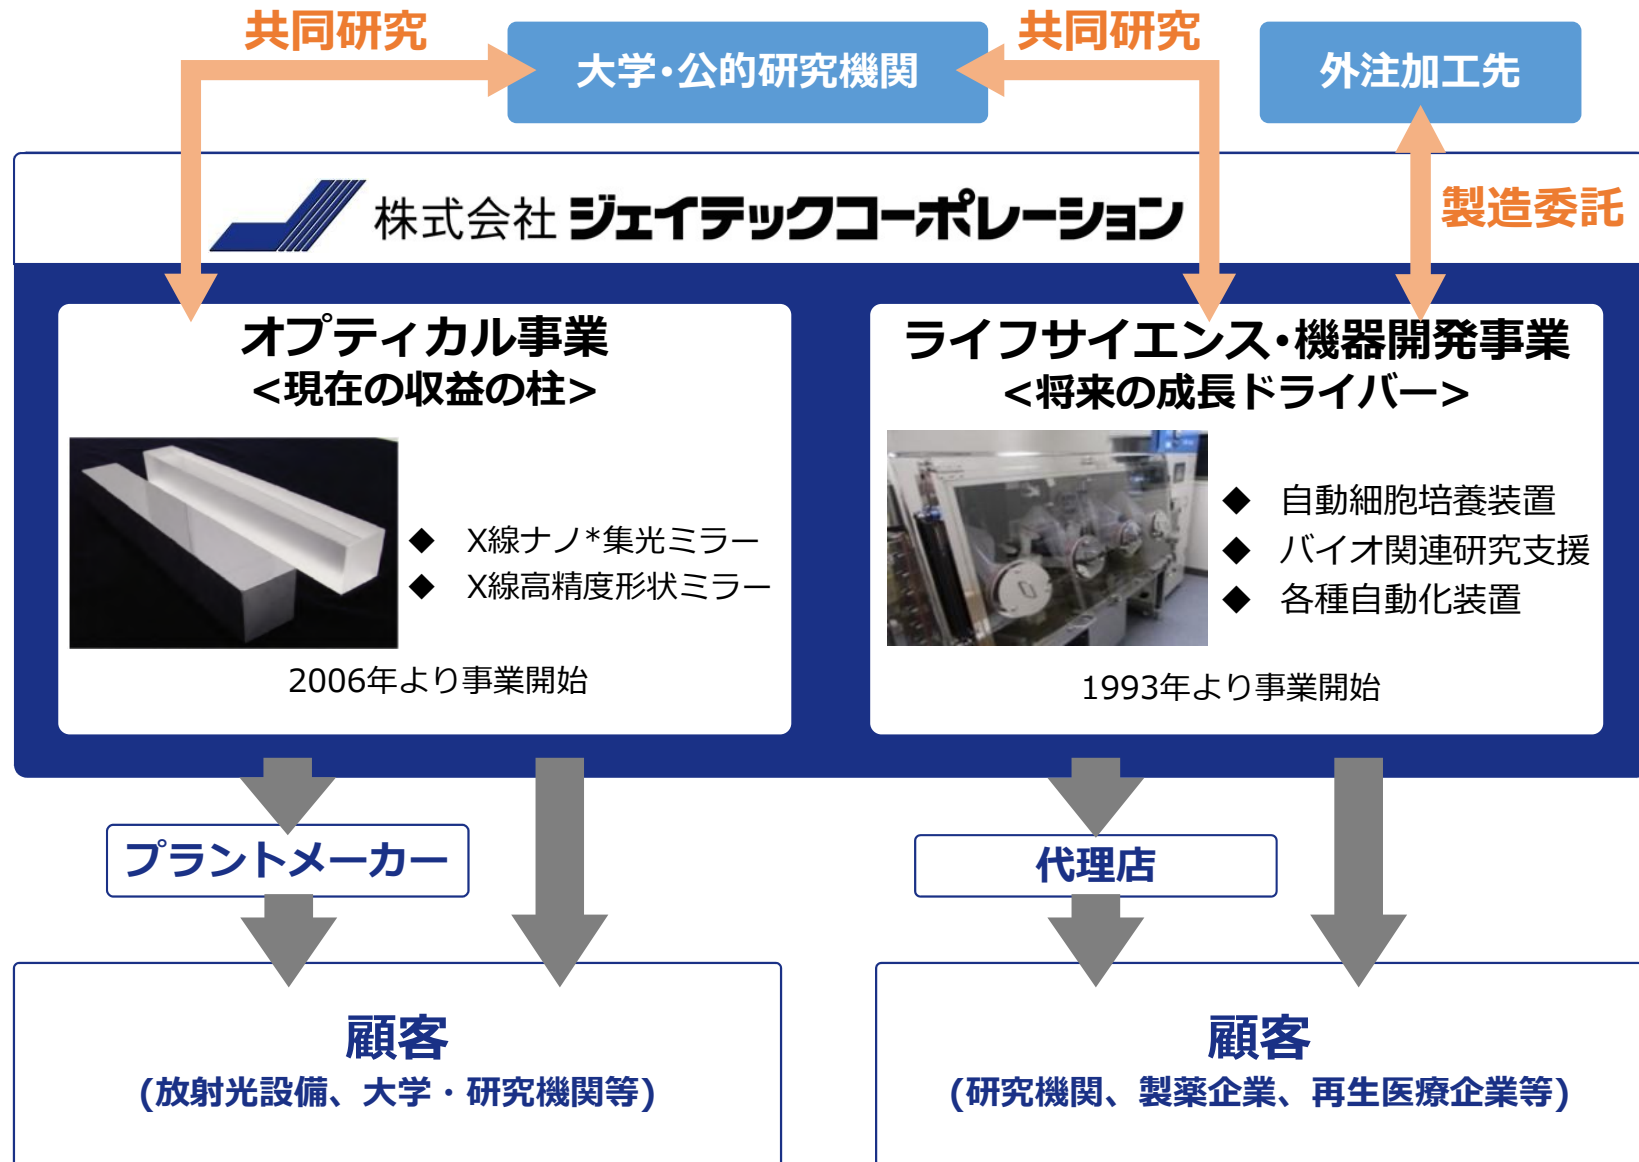 共同研究
共同研究
大学・公的研究機関
外注加工先
製造委託
株式会社 ジェイテックコーポレーション
オプティカル事業
<現在の収益の柱>
◆ X線ナノ*集光ミラー
◆ X線高精度形状ミラー
2006年より事業開始
ライフサイエンス・機器開発事業
<将来の成長ドライバー>
◆ 自動細胞培養装置
◆ バイオ関連研究支援
◆ 各種自動化装置
1993年より事業開始
プラントメーカー
代理店
顧客
(放射光設備、大学・研究機関等)
顧客
(研究機関、製薬企業、再生医療企業等)